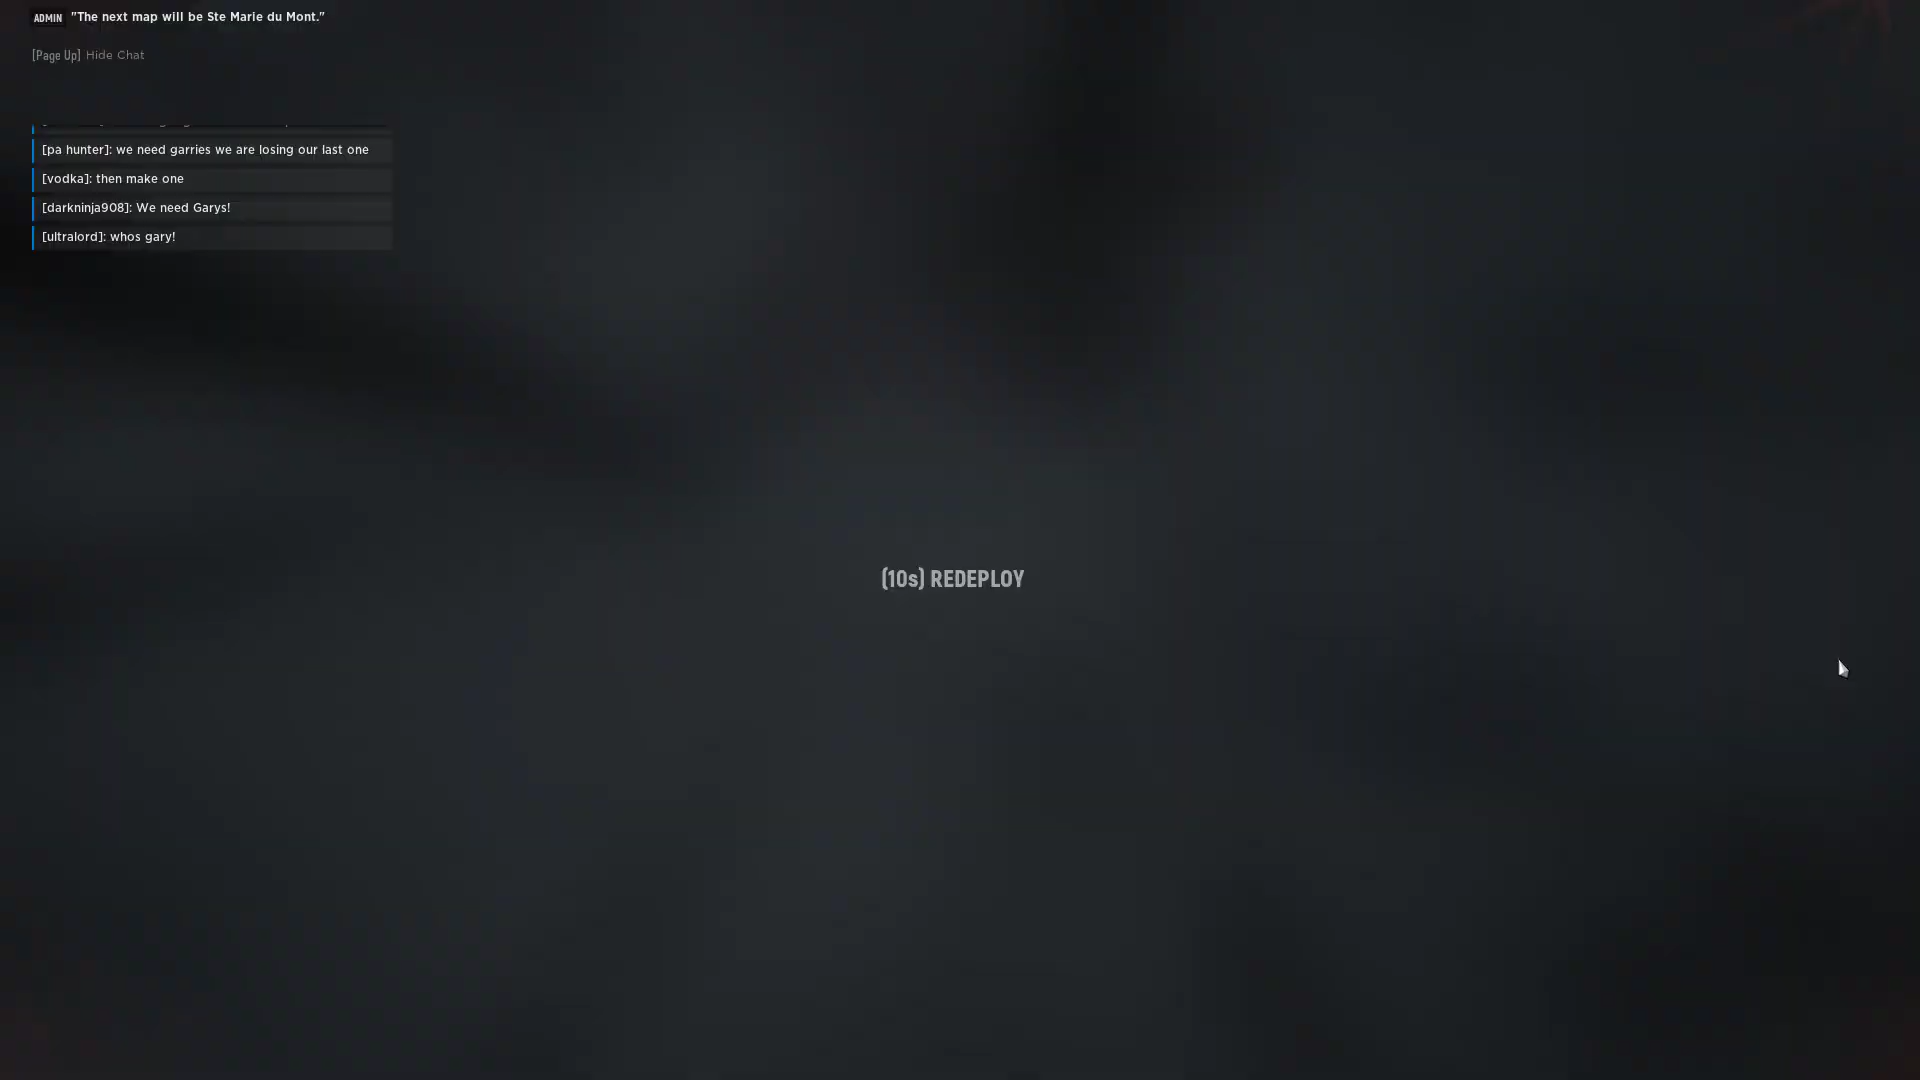 ADMIN "The next map will be Ste Marie du Mont."
[Page Up] Hide Chat
[pa hunter]: we need garries we are losing our last one
[vodka]: then make one
[darkninja908]: We need Garys!
[ultralord]: whos gary!
(10s) REDEPLOY